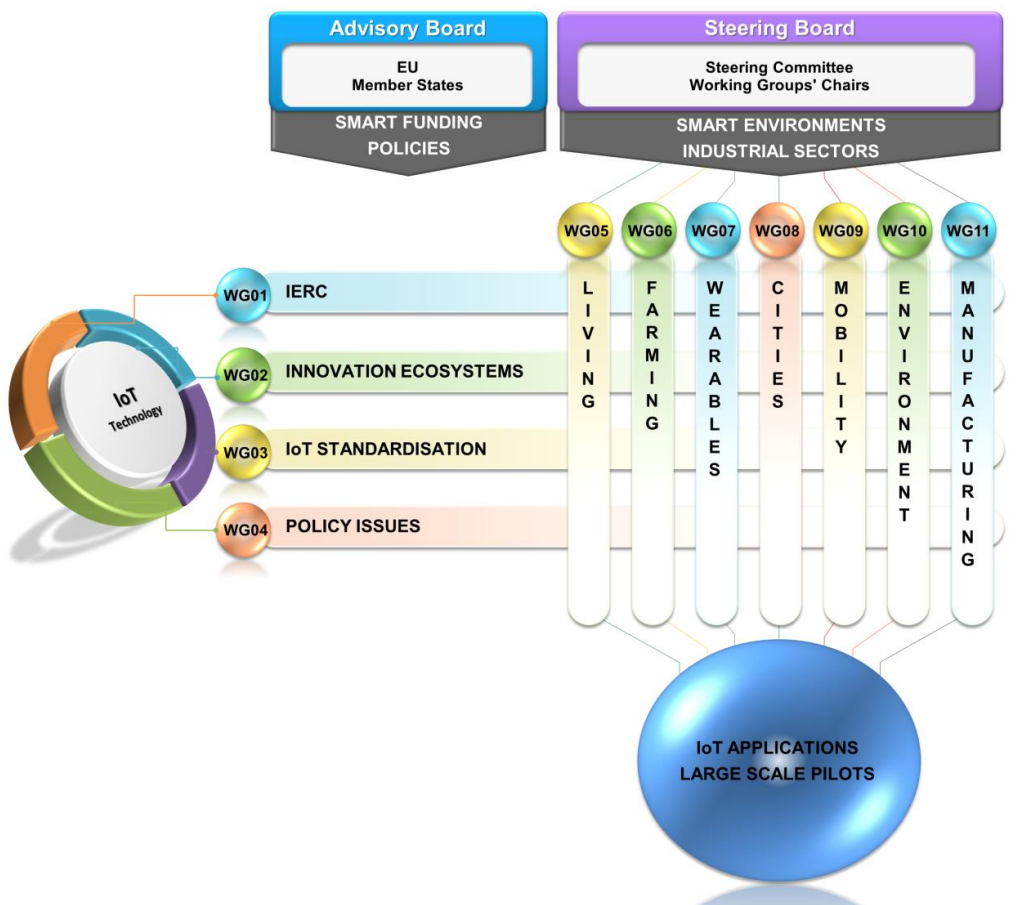 Advisory Board
EU
Member States
SMART FUNDING
POLICIES
Steering Board
Steering Committee
Working Groups' Chairs
SMART ENVIRONMENTS
INDUSTRIAL SECTORS
WG05
WG06
WG07
WG08
WG09
WG10
WG11
LIVING
FARMING
WEARABLES
CITIES
MOBILITY
ENVIRONMENT
MANUFACTURING
IoT
Technology
WG01
IERC
WG02
INNOVATION ECOSYSTEMS
WG03
IoT STANDARDISATION
WG04
POLICY ISSUES
IoT APPLICATIONS
LARGE SCALE PILOTS